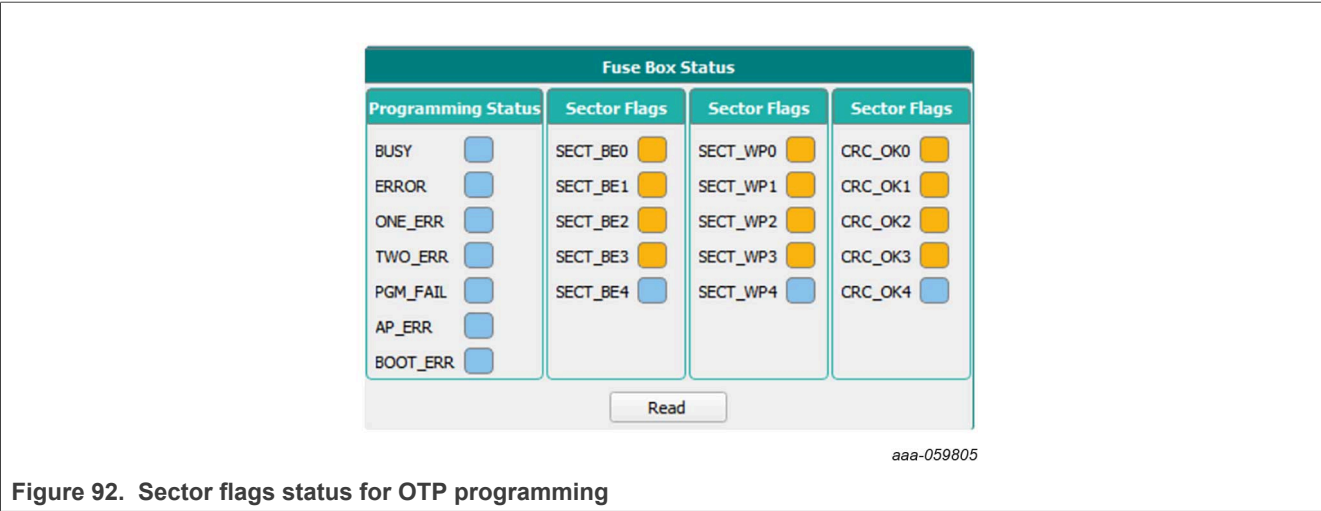 Fuse Box Status
Programming Status Sector Flags Sector Flags Sector Flags
BUSY SECT_BE0 SECT_WP0 CRC_OK0
ERROR SECT_BE1 SECT_WP1 CRC_OK1
ONE_ERR SECT_BE2 SECT_WP2 CRC_OK2
TWO_ERR SECT_BE3 SECT_WP3 CRC_OK3
PGM_FAIL SECT_BE4 SECT_WP4 CRC_OK4
AP_ERR
BOOT_ERR
Read
aaa-059805
Figure 92. Sector flags status for OTP programming